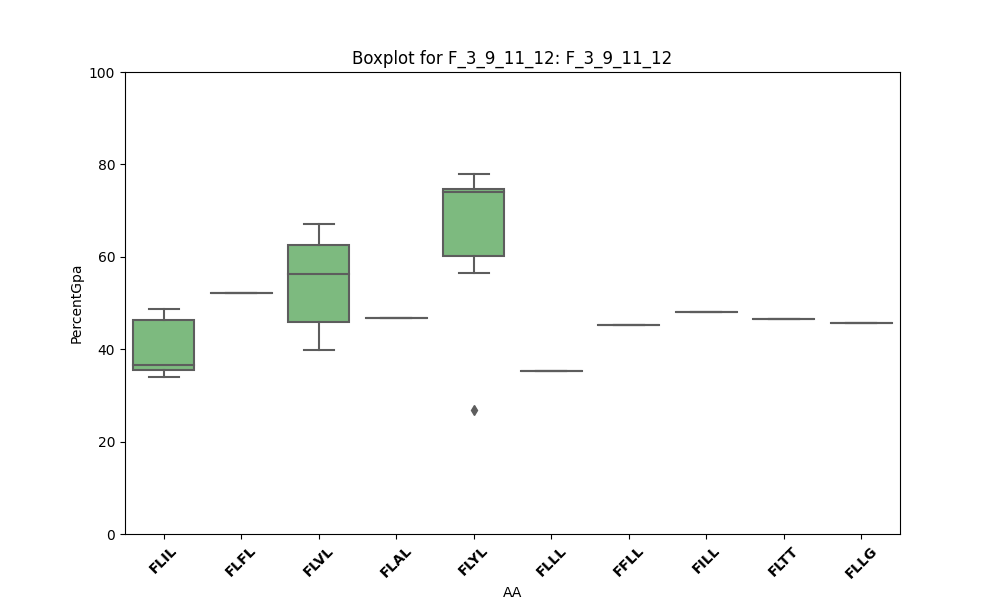 Boxplot for F_3_9_11_12: F_3_9_11_12
100
80
60
40
20
0
PercentGpa
FLIL
FLFL
FLVL
FLAL
FLYL
FLLL
FFLL
FILL
FLTT
FLLG
AA